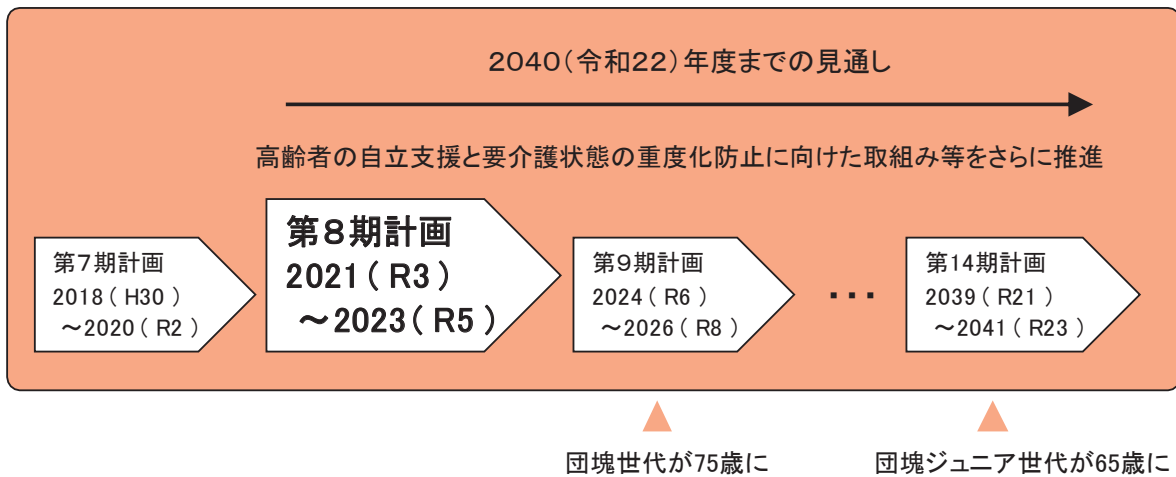 2040(令和22)年度までの見通し
高齢者の自立支援と要介護状態の重度化防止に向けた取組み等をさらに推進
第7期計画
2018(H30)
～2020(R2)
第8期計画
2021(R3)
～2023(R5)
第9期計画
2024(R6)
～2026(R8)
・・・
第14期計画
2039(R21)
～2041(R23)
団塊世代が75歳に
団塊ジュニア世代が65歳に